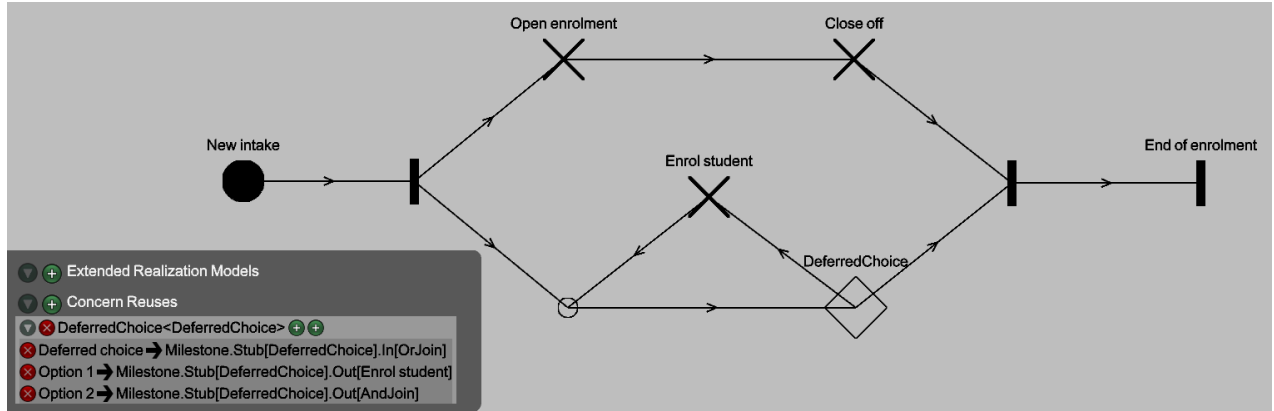 Open enrolment
Close off
New intake
Enrol student
End of enrolment
DeferredChoice
Extended Realization Models
Concern Reuses
DeferredChoice<DeferredChoice>
Deferred choice➔Milestone.Stub[DeferredChoice].In[OrJoin]
Option 1➔Milestone.Stub[DeferredChoice].Out[Enrol student]
Option 2➔Milestone.Stub[DeferredChoice].Out[AndJoin]